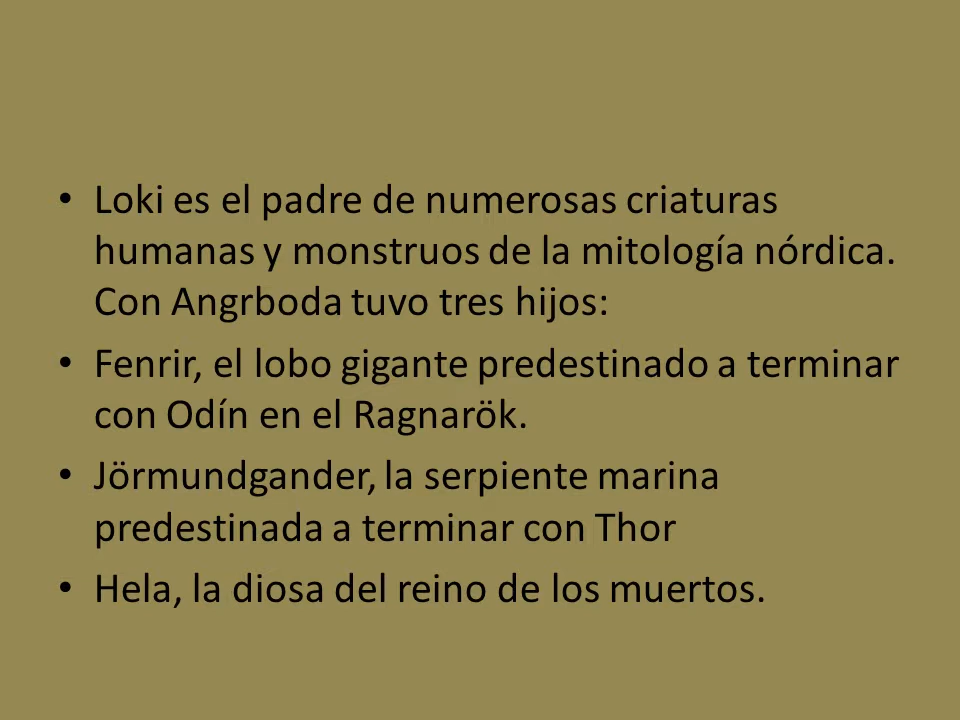 • Loki es el padre de numerosas criaturas
humanas y monstruos de la mitología nórdica.
Con Angrboda tuvo tres hijos:
• Fenrir, el lobo gigante predestinado a terminar
con Odín en el Ragnarök.
• Jörmundgander, la serpiente marina
predestinada a terminar con Thor
• Hela, la diosa del reino de los muertos.